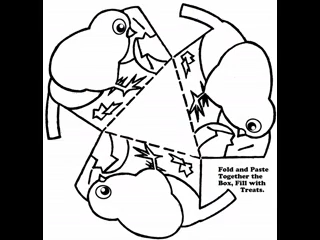 Fold and Paste
Together the
Box, Fill with
Treats.